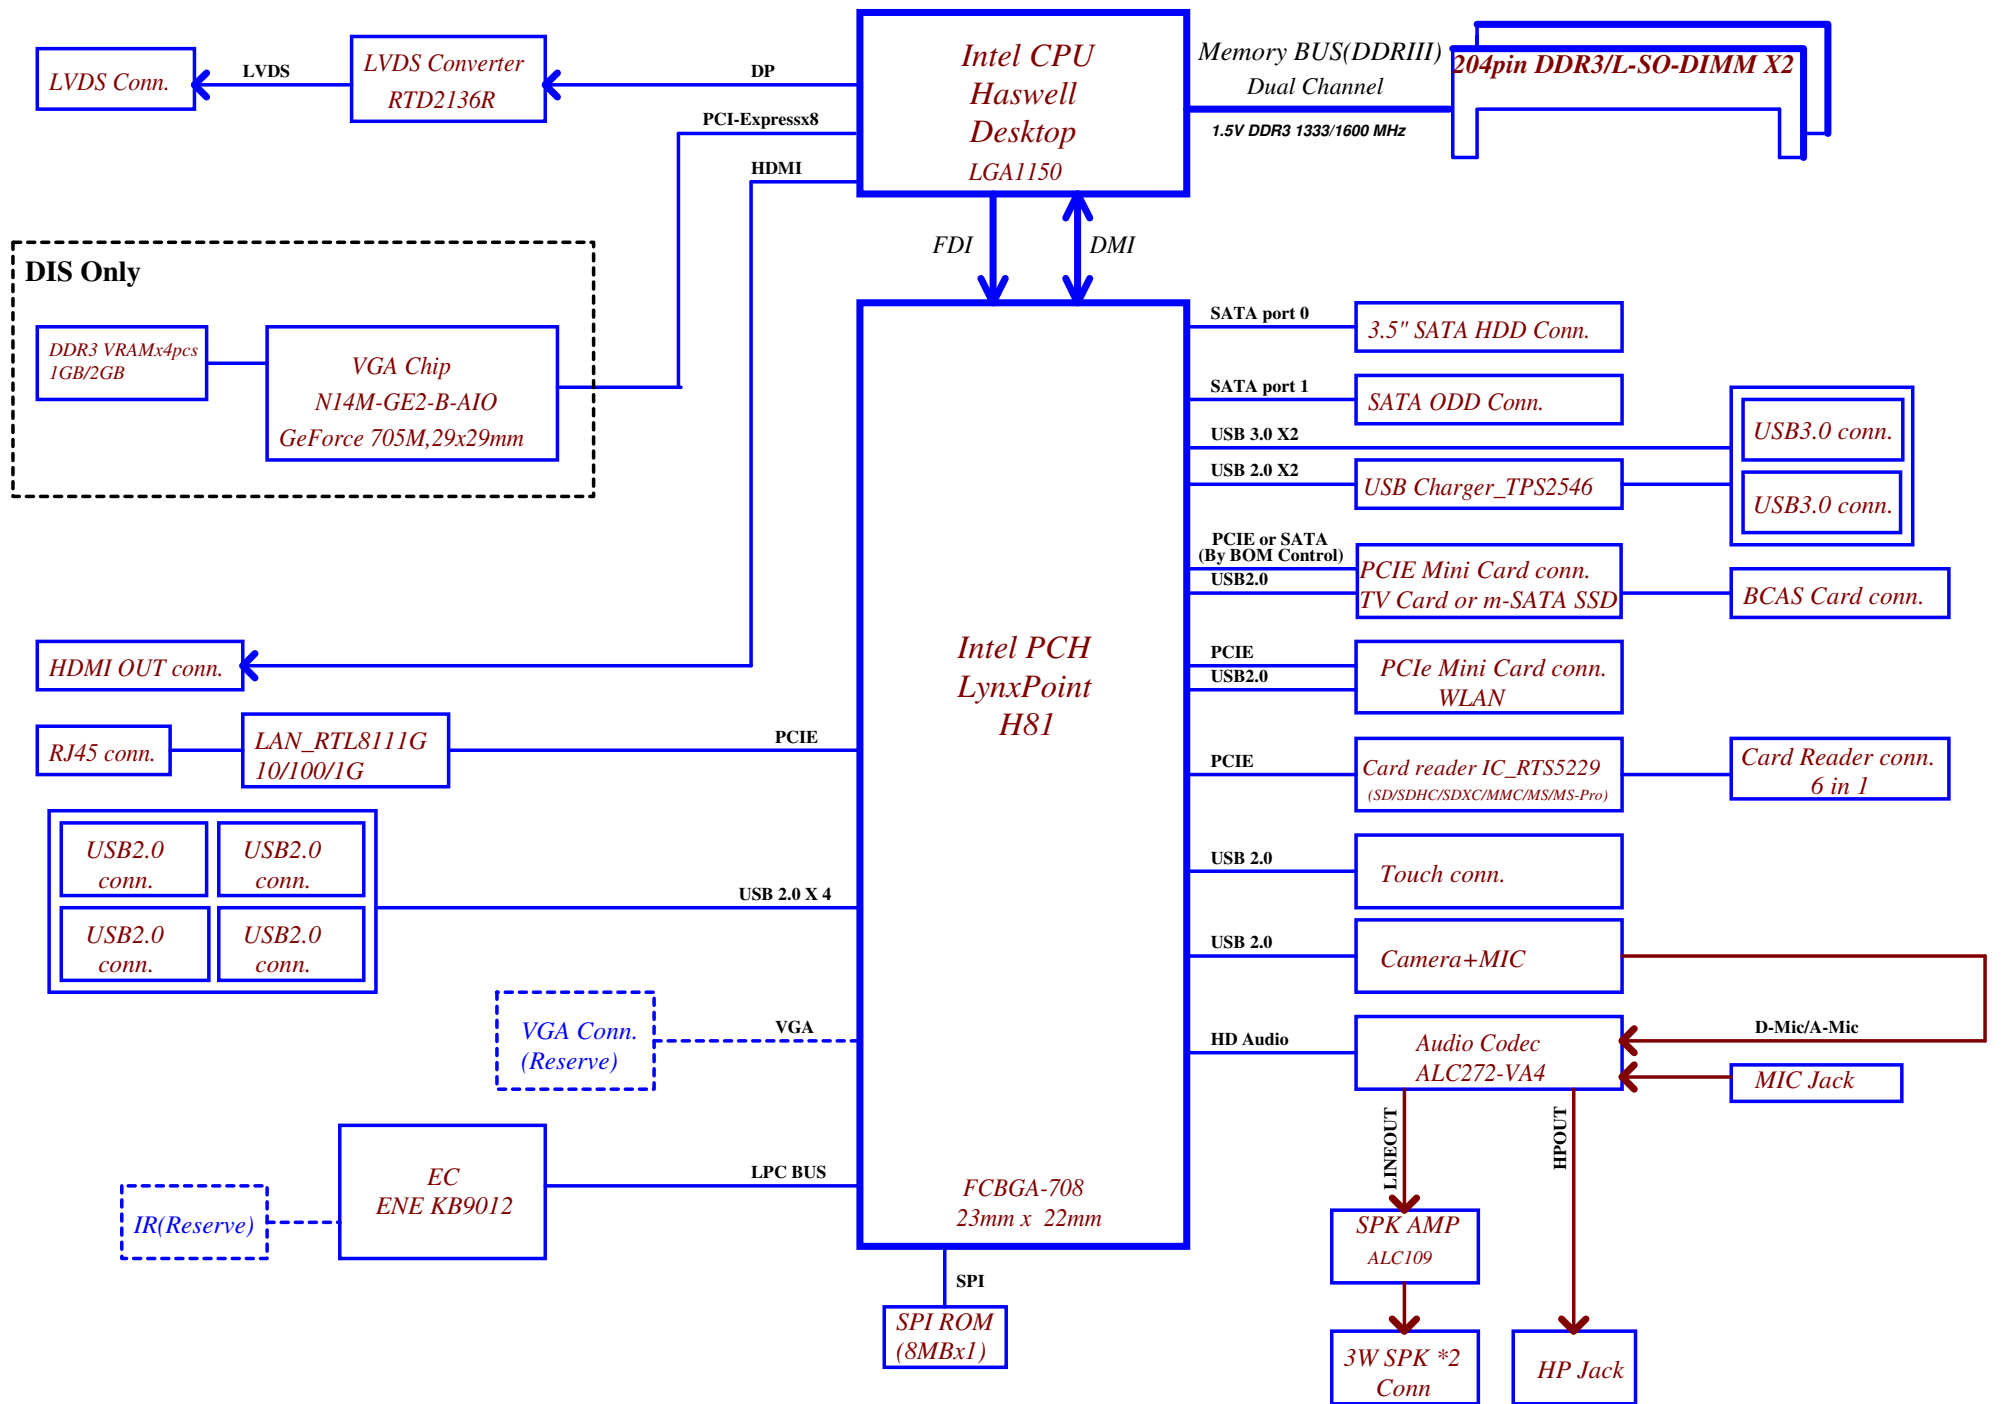 LVDS Conn.
LVDS
LVDS Converter
RTD2136R
DP
PCI-Expressx8
HDMI
Intel CPU
Haswell
Desktop
LGA1150
Memory BUS(DDRIII)
Dual Channel
1.5V DDR3 1333/1600 MHz
204pin DDR3/L-SO-DIMM X2
FDI
DMI
DIS Only
DDR3 VRAMx4pcs
1GB/2GB
VGA Chip
N14M-GE2-B-AIO
GeForce 705M,29x29mm
HDMI OUT conn.
RJ45 conn.
LAN_RTL8111G
10/100/1G
PCIE
USB2.0
conn.
USB2.0
conn.
USB2.0
conn.
USB2.0
conn.
USB 2.0 X 4
VGA Conn.
(Reserve)
VGA
IR(Reserve)
EC
ENE KB9012
LPC BUS
Intel PCH
LynxPoint
H81
FCBGA-708
23mm x 22mm
SPI
SPI ROM
(8MBx1)
SATA port 0
3.5" SATA HDD Conn.
SATA port 1
SATA ODD Conn.
USB 3.0 X2
USB 2.0 X2
USB Charger_TPS2546
USB3.0 conn.
USB3.0 conn.
PCIE or SATA
(By BOM Control)
USB2.0
PCIE Mini Card conn.
TV Card or m-SATA SSD
BCAS Card conn.
PCIE
USB2.0
PCIe Mini Card conn.
WLAN
PCIE
Card reader IC_RTS5229
(SD/SDHC/SDXC/MMC/MS/MS-Pro)
Card Reader conn.
6 in 1
USB 2.0
Touch conn.
USB 2.0
Camera+MIC
HD Audio
Audio Codec
ALC272-VA4
D-Mic/A-Mic
MIC Jack
LINEOUT
HPOUT
SPK AMP
ALC109
3W SPK *2
Conn
HP Jack